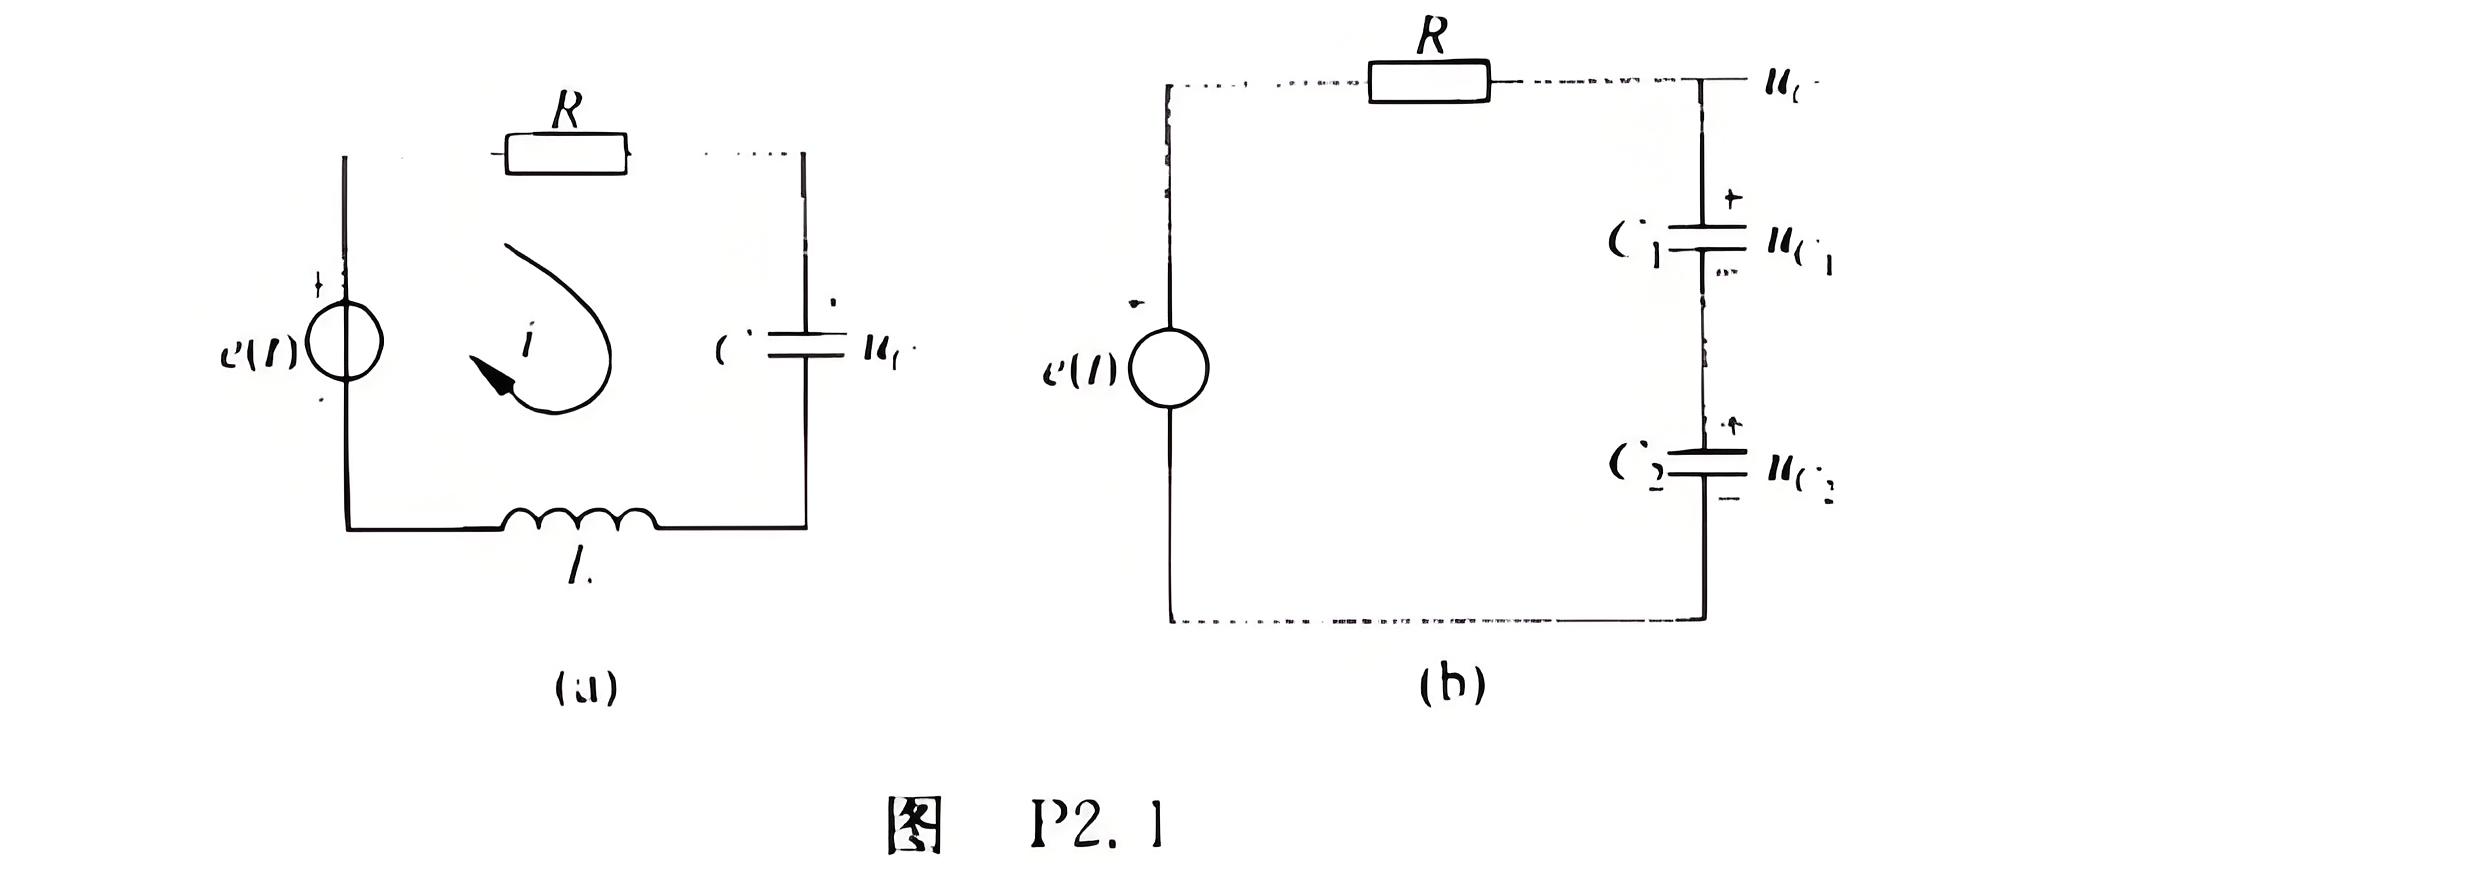 R
R
u_C
+
C_1
+
u_{C_1}
-
+
e(t)
i
C
u_C
e(t)
+
C_2
u_{C_2}
-
L
(a)
(b)
图 P2.1